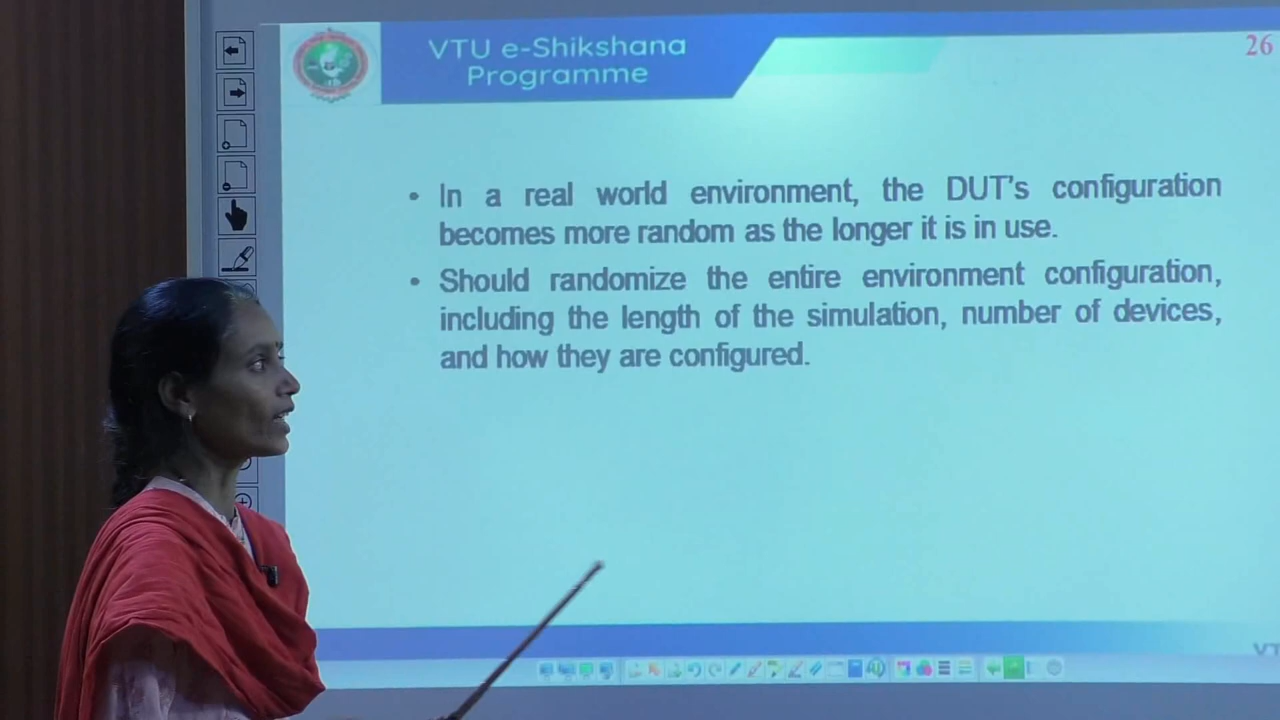 VTU e-Shikshana
Programme
26
• In a real world environment, the DUT's configuration
becomes more random as the longer it is in use.
• Should randomize the entire environment configuration,
including the length of the simulation, number of devices,
and how they are configured.
VT